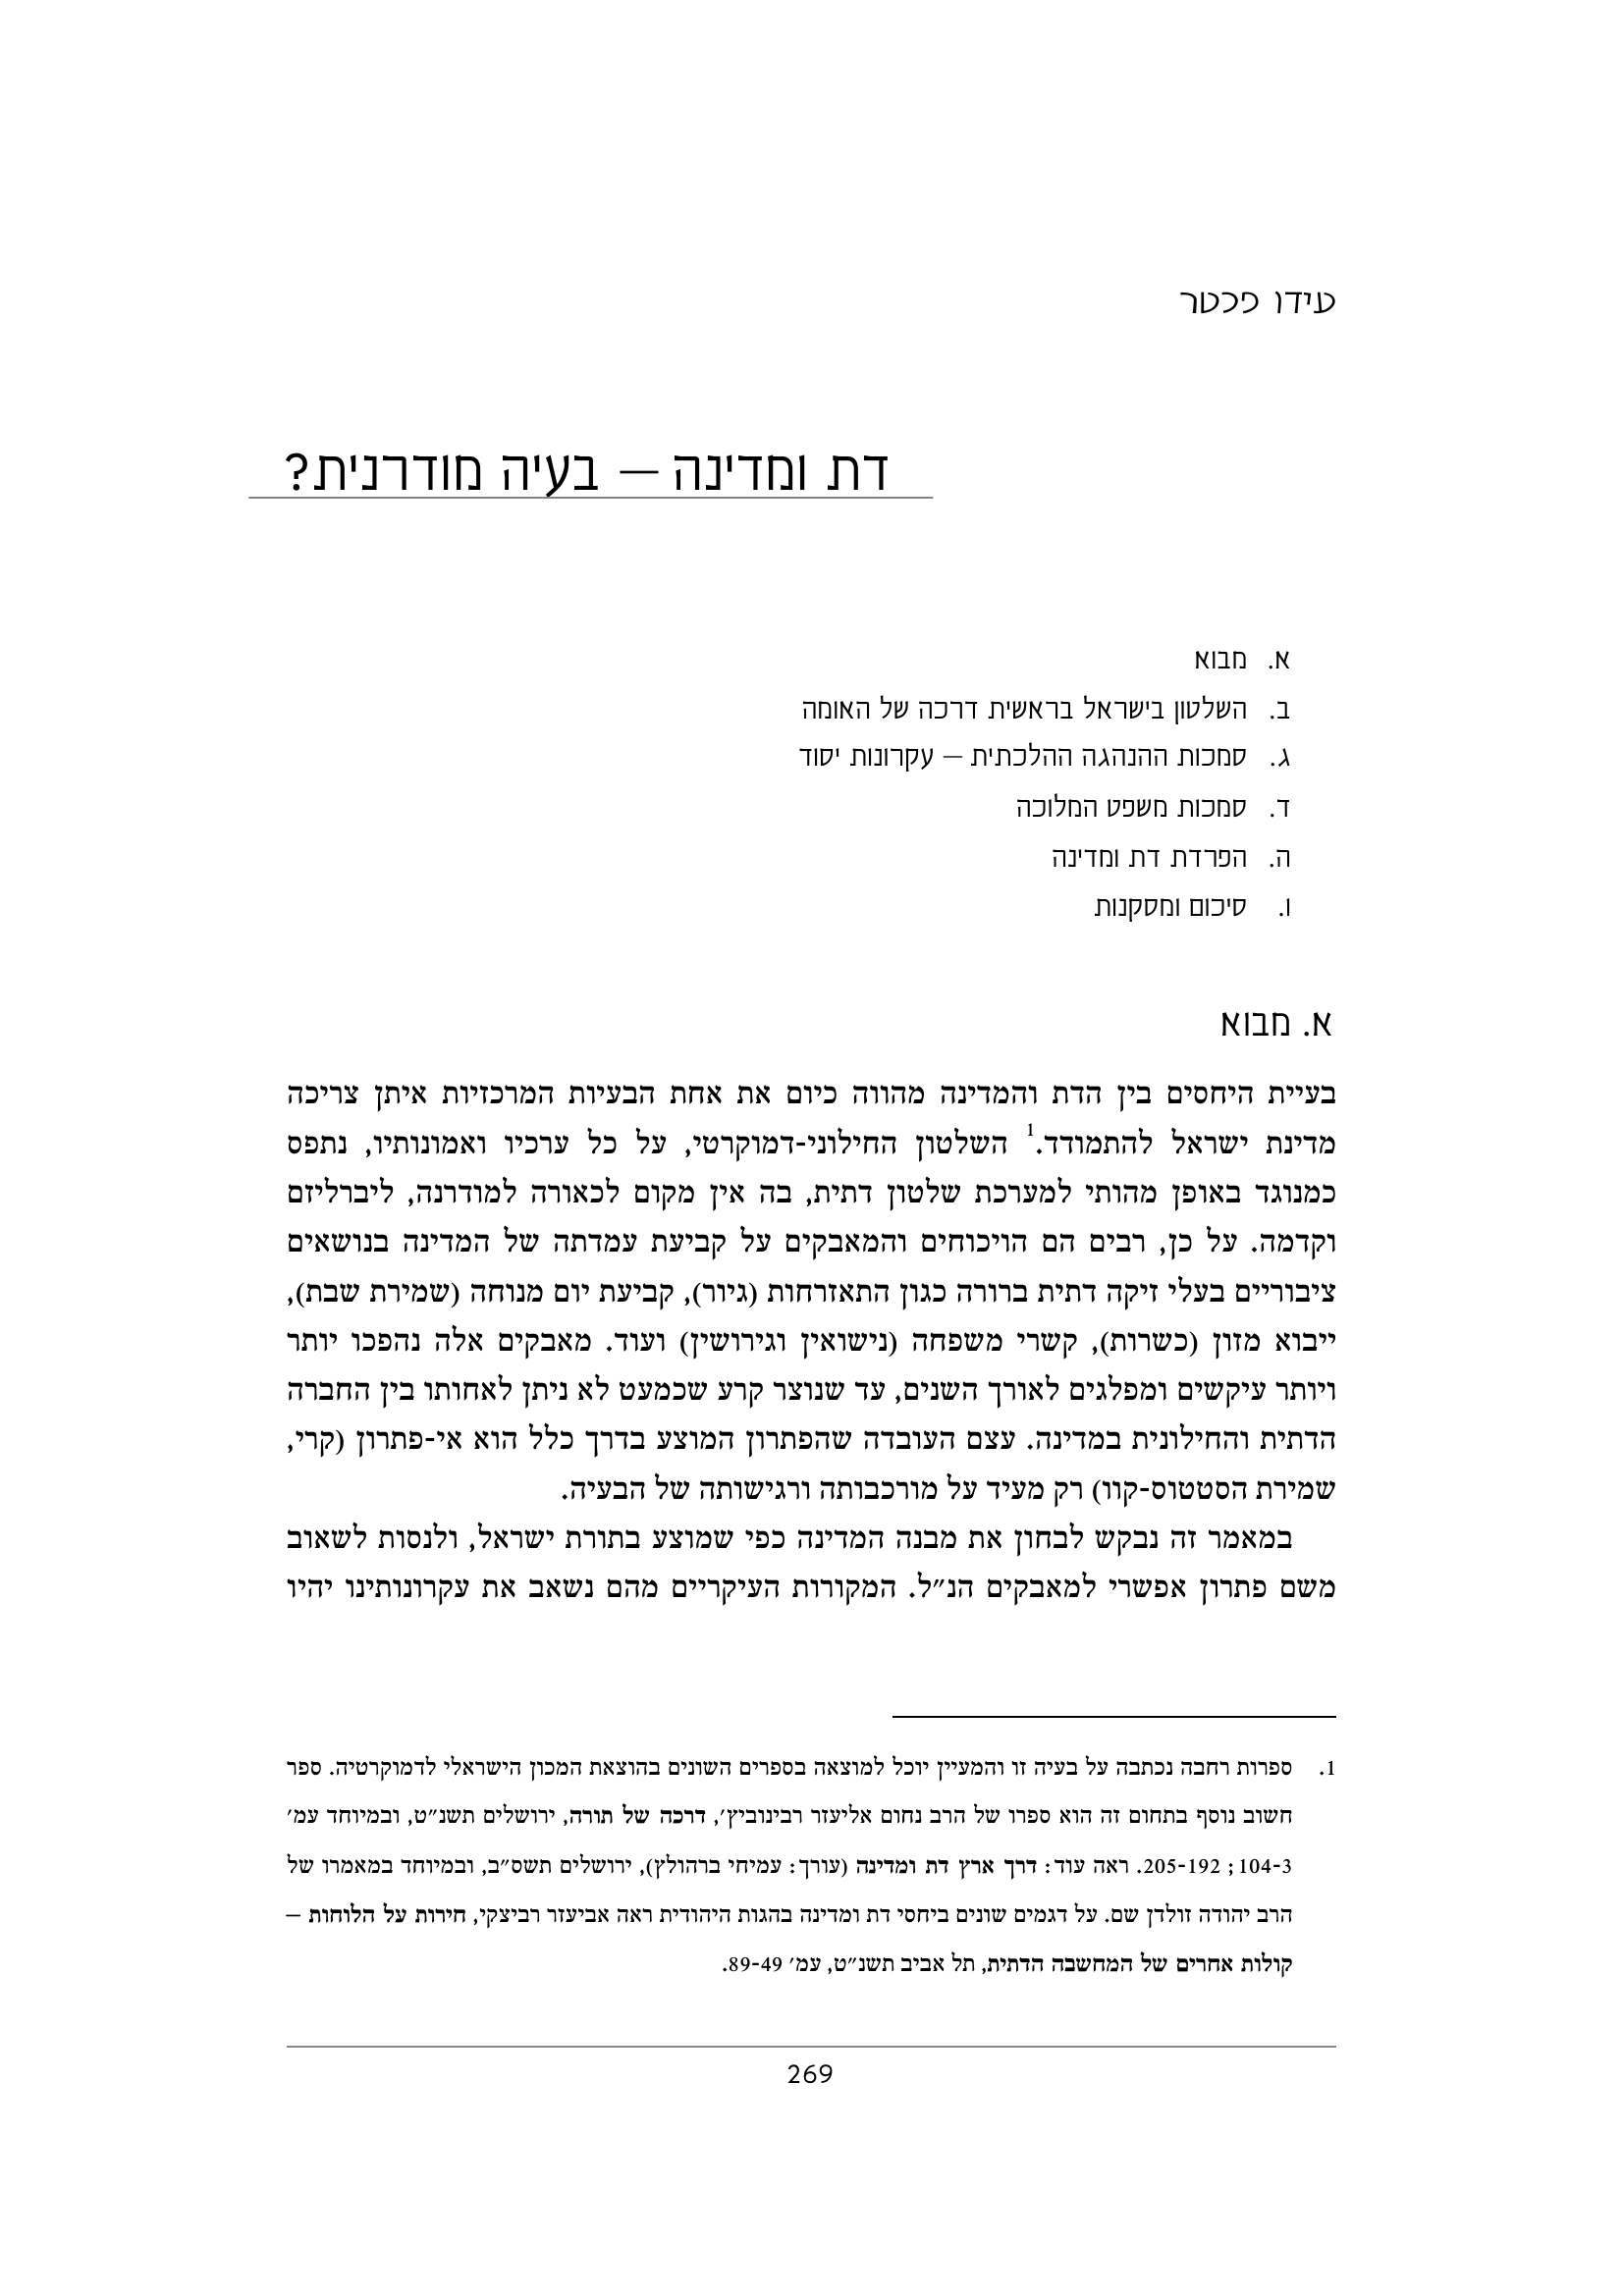 עידו פכטר
דת ומדינה – בעיה מודרנית?
א. מבוא
ב. השלטון בישראל בראשית דרכה של האומה
ג. סמכות ההנהגה ההלכתית – עקרונות יסוד
ד. סמכות משפט המלוכה
ה. הפרדת דת ומדינה
ו. סיכום ומסקנות
א. מבוא
בעיית היחסים בין הדת והמדינה מהווה כיום את אחת הבעיות המרכזיות איתן צריכה
מדינת ישראל להתמודד.1 השלטון החילוני-דמוקרטי, על כל ערכיו ואמונותיו, נתפס
כמנוגד באופן מהותי למערכת שלטון דתית, בה אין מקום לכאורה למודרנה, ליברליזם
וקדמה. על כן, רבים הם הויכוחים והמאבקים על קביעת עמדתה של המדינה בנושאים
ציבוריים בעלי זיקה דתית ברורה כגון התאזרחות (גיור), קביעת יום מנוחה (שמירת שבת),
ייבוא מזון (כשרות), קשרי משפחה (נישואין וגירושין) ועוד. מאבקים אלה נהפכו יותר
ויותר עיקשים ומפלגים לאורך השנים, עד שנוצר קרע שכמעט לא ניתן לאחותו בין החברה
הדתית והחילונית במדינה. עצם העובדה שהפתרון המוצע בדרך כלל הוא אי-פתרון (קרי,
שמירת הסטטוס-קוו) רק מעיד על מורכבותה ורגישותה של הבעיה.
במאמר זה נבקש לבחון את מבנה המדינה כפי שמוצע בתורת ישראל, ולנסות לשאוב
משם פתרון אפשרי למאבקים הנ״ל. המקורות העיקריים מהם נשאב את עקרונותינו יהיו
1. ספרות רחבה נכתבה על בעיה זו והמעיין יוכל למוצאה בספרים השונים בהוצאת המכון הישראלי לדמוקרטיה. ספר
חשוב נוסף בתחום זה הוא ספרו של הרב נחום אליעזר רבינוביץ׳, דרכה של תורה, ירושלים תשנ״ט, ובמיוחד עמ׳
104-3; 205-192. ראה עוד: דרך ארץ דת ומדינה (עורך: עמיחי ברהולץ), ירושלים תשס״ב, ובמיוחד במאמרו של
הרב יהודה זולדן שם. על דגמים שונים ביחסי דת ומדינה בהגות היהודית ראה אביעזר רביצקי, חירות על הלוחות –
קולות אחרים של המחשבה הדתית, תל אביב תשנ״ט, עמ׳ 89-49.
269